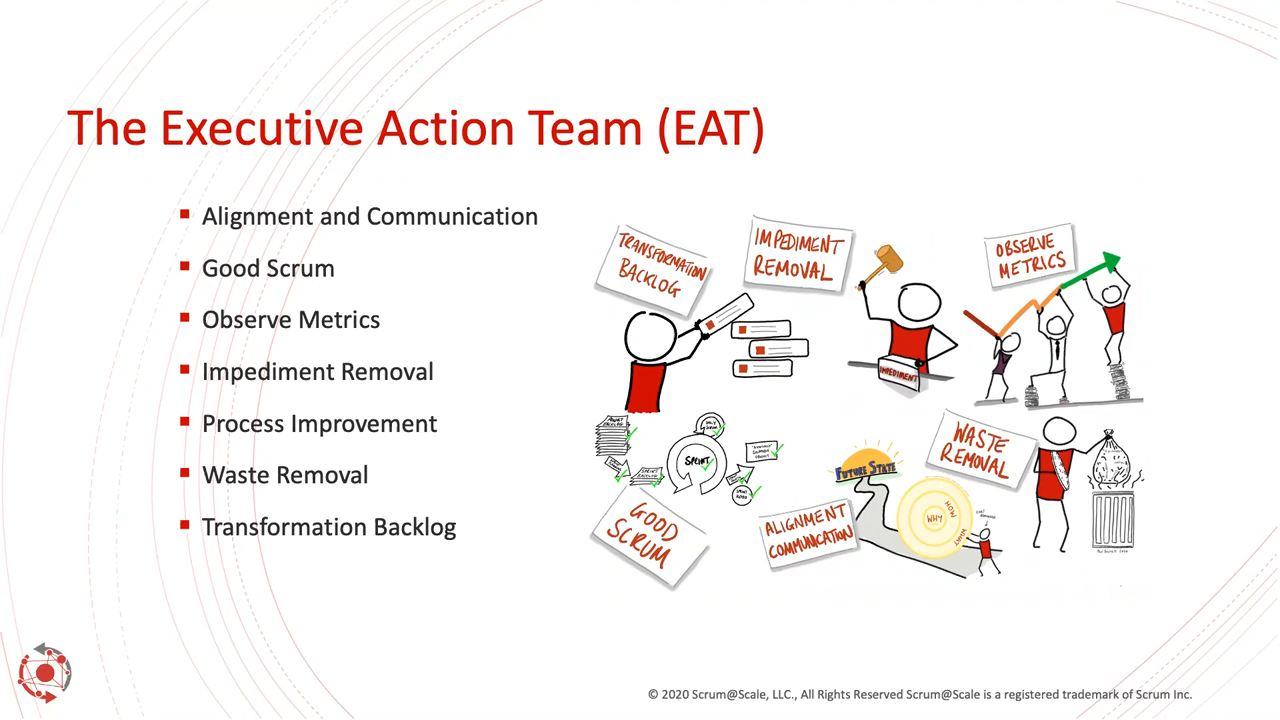 The Executive Action Team (EAT)
Alignment and Communication
Good Scrum
Observe Metrics
Impediment Removal
Process Improvement
Waste Removal
Transformation Backlog
TRANSFORMATION
BACKLOG
IMPEDIMENT
REMOVAL
OBSERVE
METRICS
IMPEDIMENT
SPRINT
SPRINT
BACKLOG
GOOD
SCRUM
FUTURE STATE
WHY
HOW
WHAT
ALIGNMENT
COMMUNICATION
WASTE
REMOVAL
© 2020 Scrum@Scale, LLC., All Rights Reserved Scrum@Scale is a registered trademark of Scrum Inc.